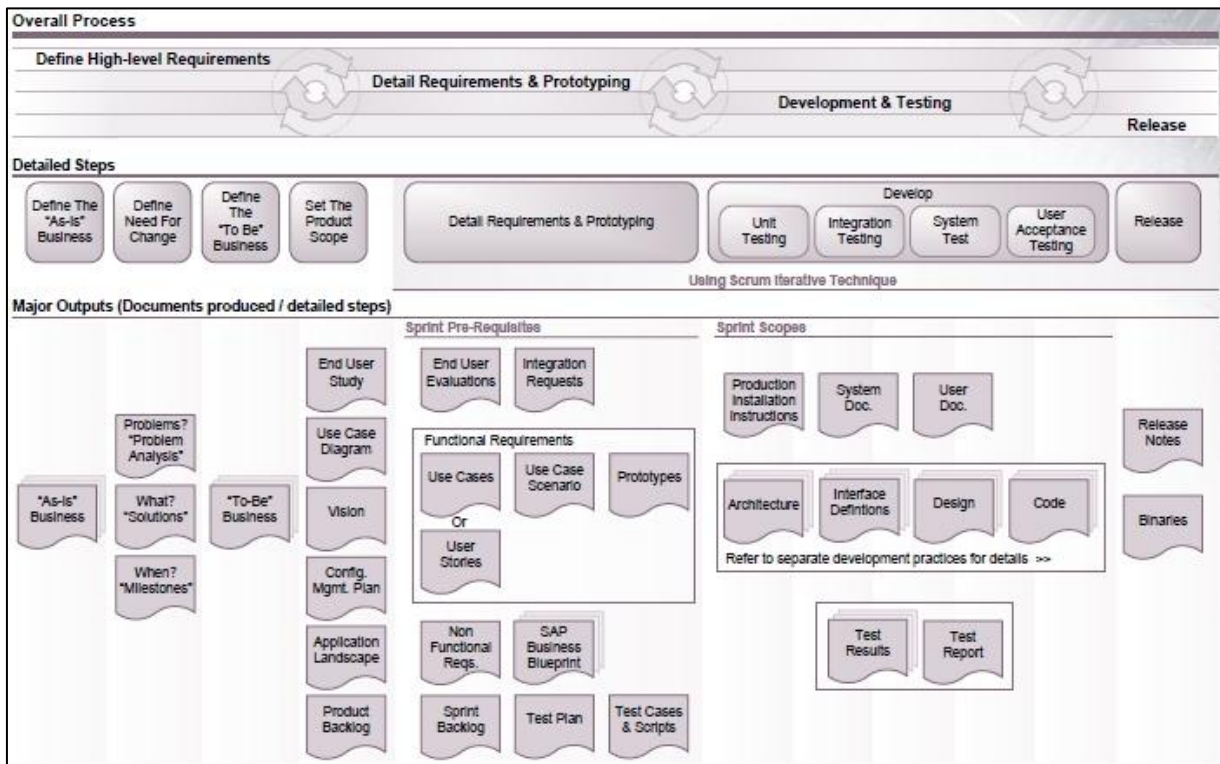 Overall Process
Define High-level Requirements
Detail Requirements & Prototyping
Development & Testing
Release
Detailed Steps
Define The
"As-Is"
Business
Define
Need For
Change
Define
The
"To Be"
Business
Set The
Product
Scope
Detail Requirements & Prototyping
Develop
Unit
Testing
Integration
Testing
System
Test
User
Acceptance
Testing
Release
Using Scrum Iterative Technique
Major Outputs (Documents produced / detailed steps)
Sprint Pre-Requisites
Sprint Scopes
"As-Is"
Business
Problems?
"Problem
Analysis"
What?
"Solutions"
When?
"Milestones"
"To-Be"
Business
End User
Study
Use Case
Diagram
Vision
Config.
Mgmt. Plan
Application
Landscape
Product
Backlog
End User
Evaluations
Integration
Requests
Functional Requirements
Use Cases
Use Case
Scenario
Prototypes
Or
User
Stories
Non
Functional
Reqs.
SAP
Business
Blueprint
Sprint
Backlog
Test Plan
Test Cases
& Scripts
Production
Installation
Instructions
System
Doc.
User
Doc.
Architecture
Interface
Defintions
Design
Code
Refer to separate development practices for details >>
Test
Results
Test
Report
Release
Notes
Binaries